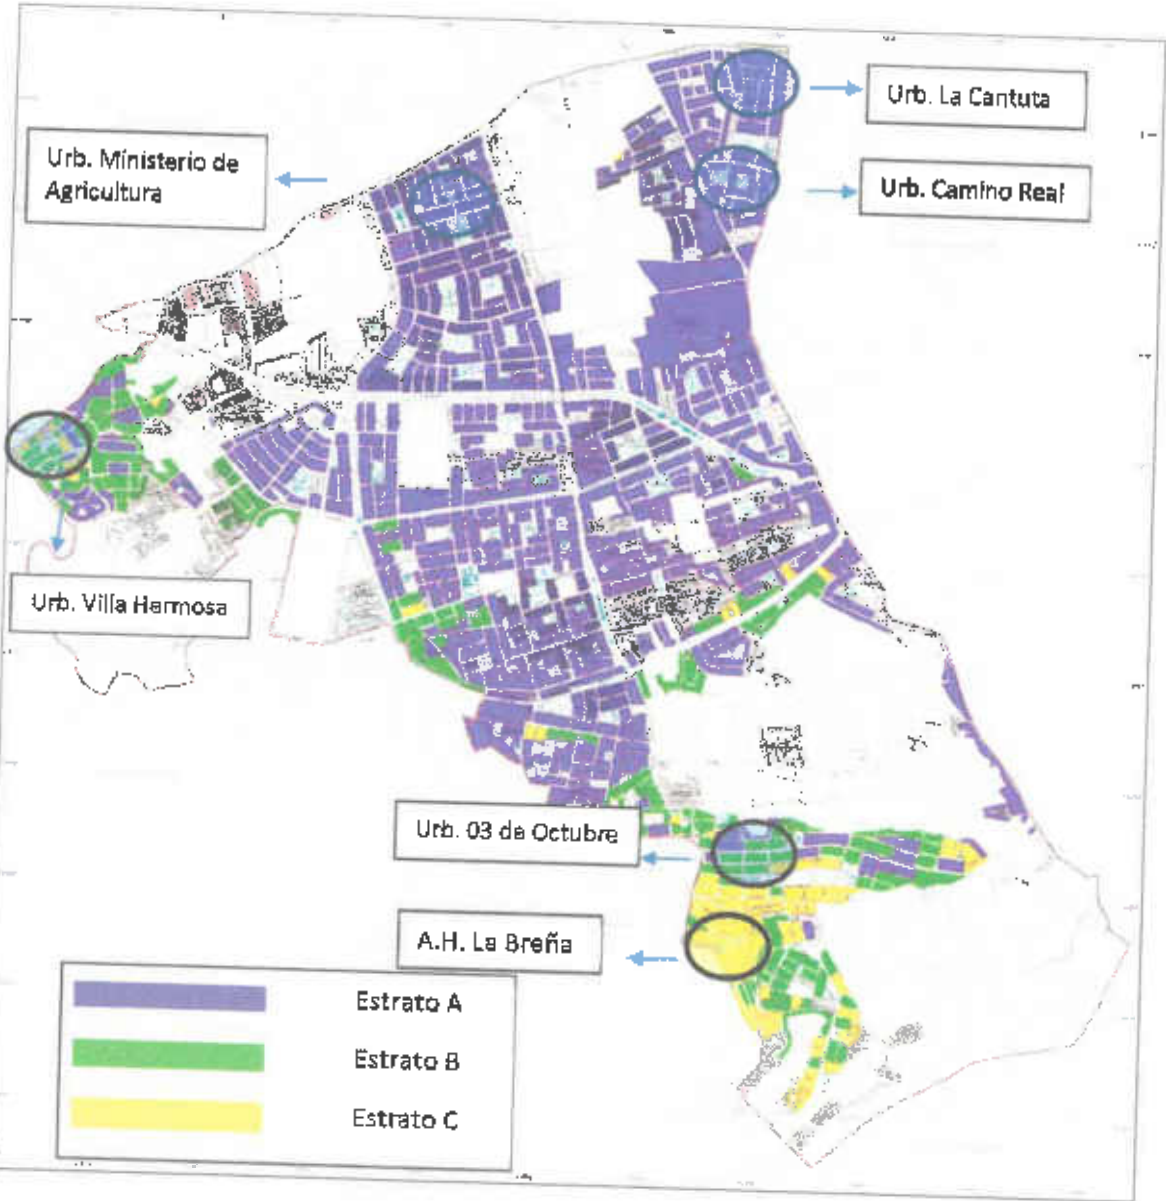 Urb. La Cantuta
Urb. Ministerio de
Agricultura
Urb. Camino Real
Urb. Villa Hermosa
Urb. 03 de Octubre
A.H. La Breña
Estrato A
Estrato B
Estrato C